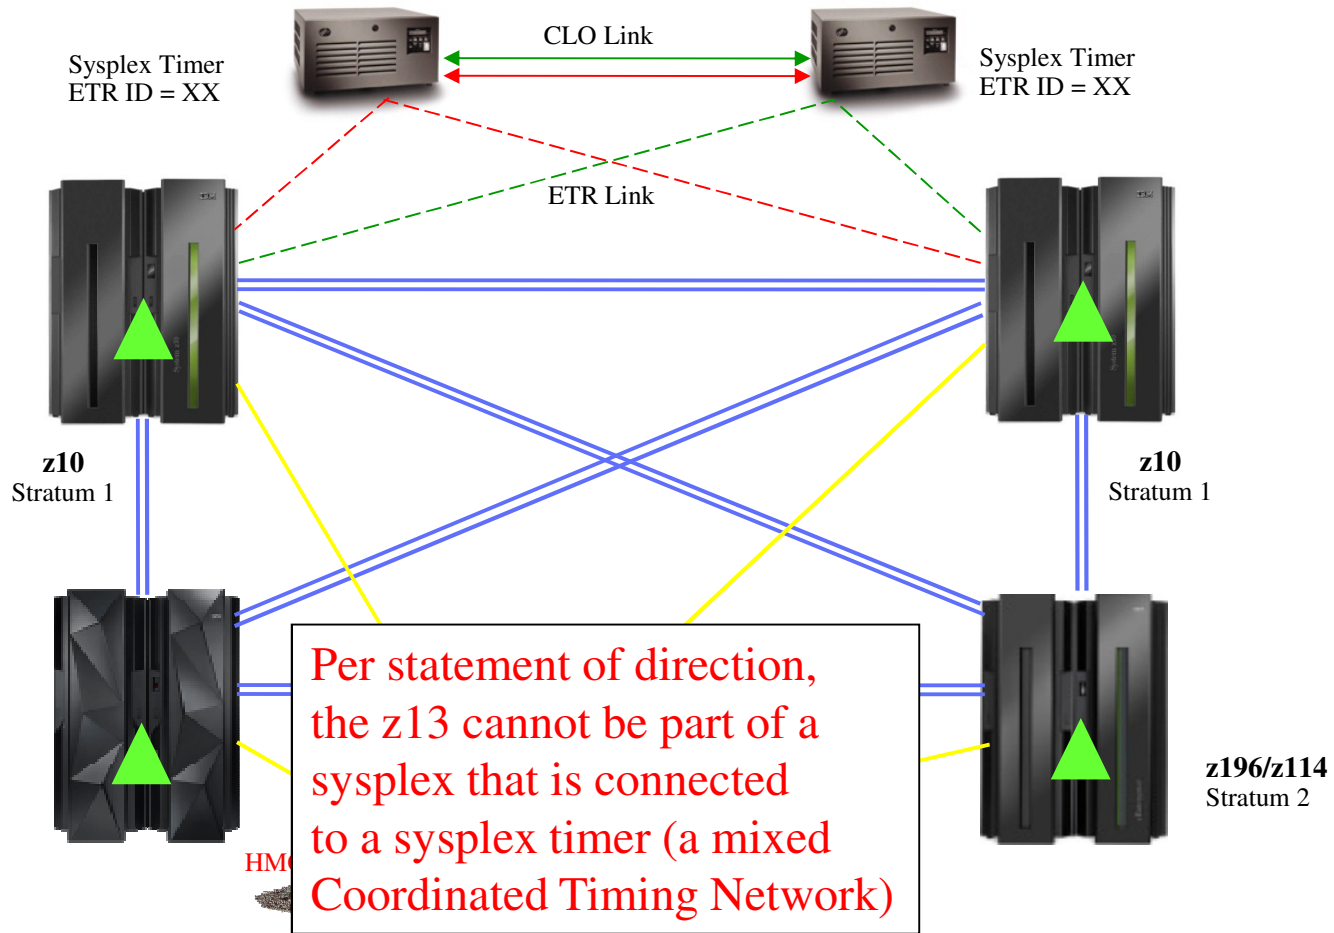 CLO Link
Sysplex Timer
ETR ID = XX
Sysplex Timer
ETR ID = XX
ETR Link
z10
Stratum 1
z10
Stratum 1
Per statement of direction,
the z13 cannot be part of a
sysplex that is connected
to a sysplex timer (a mixed
Coordinated Timing Network)
z196/z114
Stratum 2